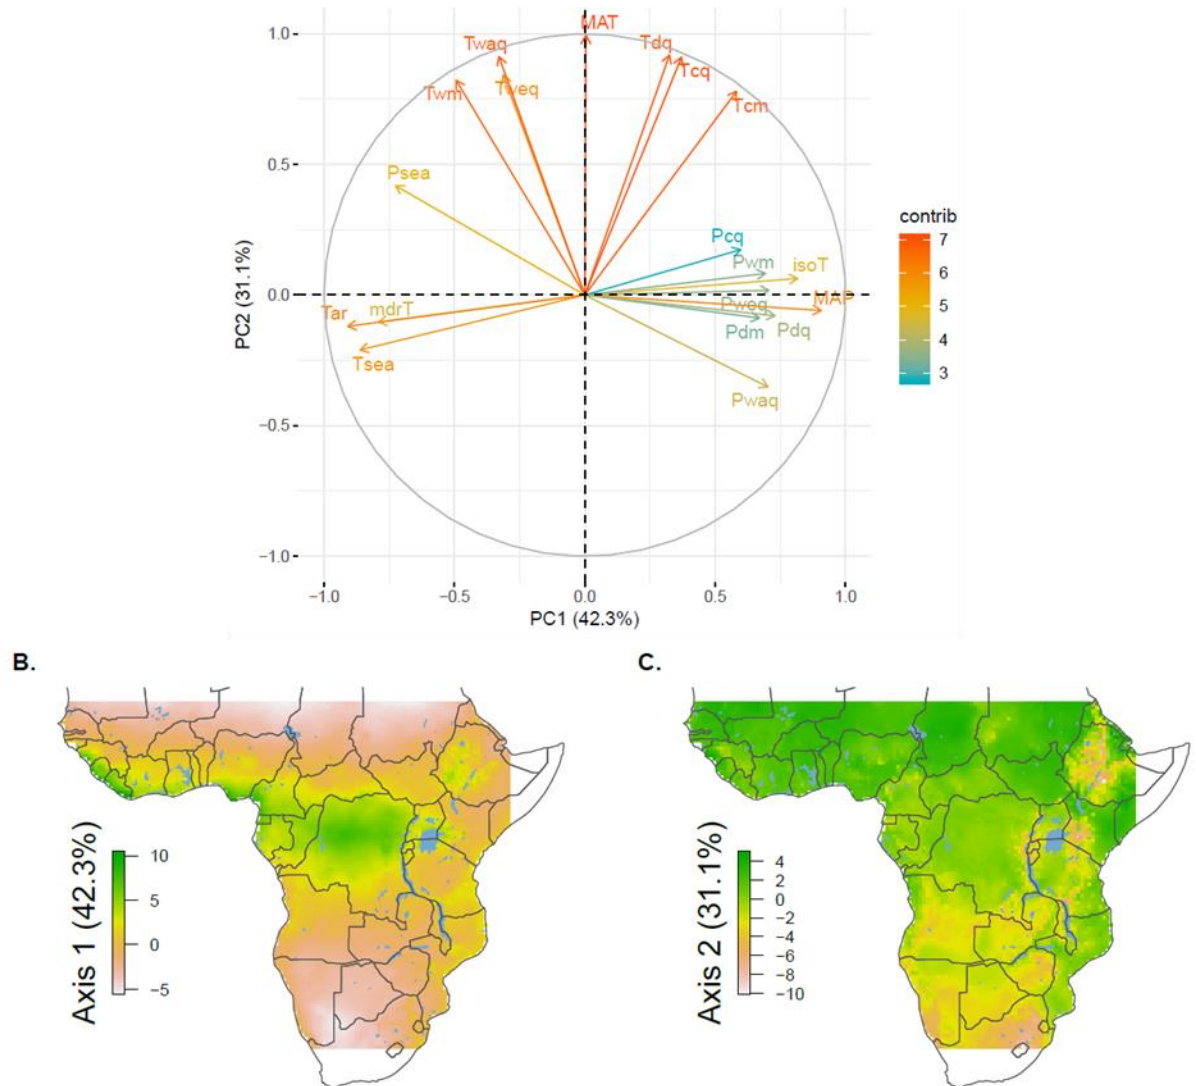 MAT
1.0
Twaq
Tdq
Tcq
Twm
Tweq
Tcm
0.5
Psea
contrib
7
6
5
4
3
Pcq
Pwm
isoT
PC2 (31.1%)
0.0
Tar
mdrT
Pweq
MAP
Tsea
Pdm
Pdq
Pwaq
−0.5
−1.0
−1.0
−0.5
0.0
0.5
1.0
PC1 (42.3%)
B.
C.
Axis 1 (42.3%)
10
5
0
−5
Axis 2 (31.1%)
4
2
0
−2
−4
−6
−8
−10